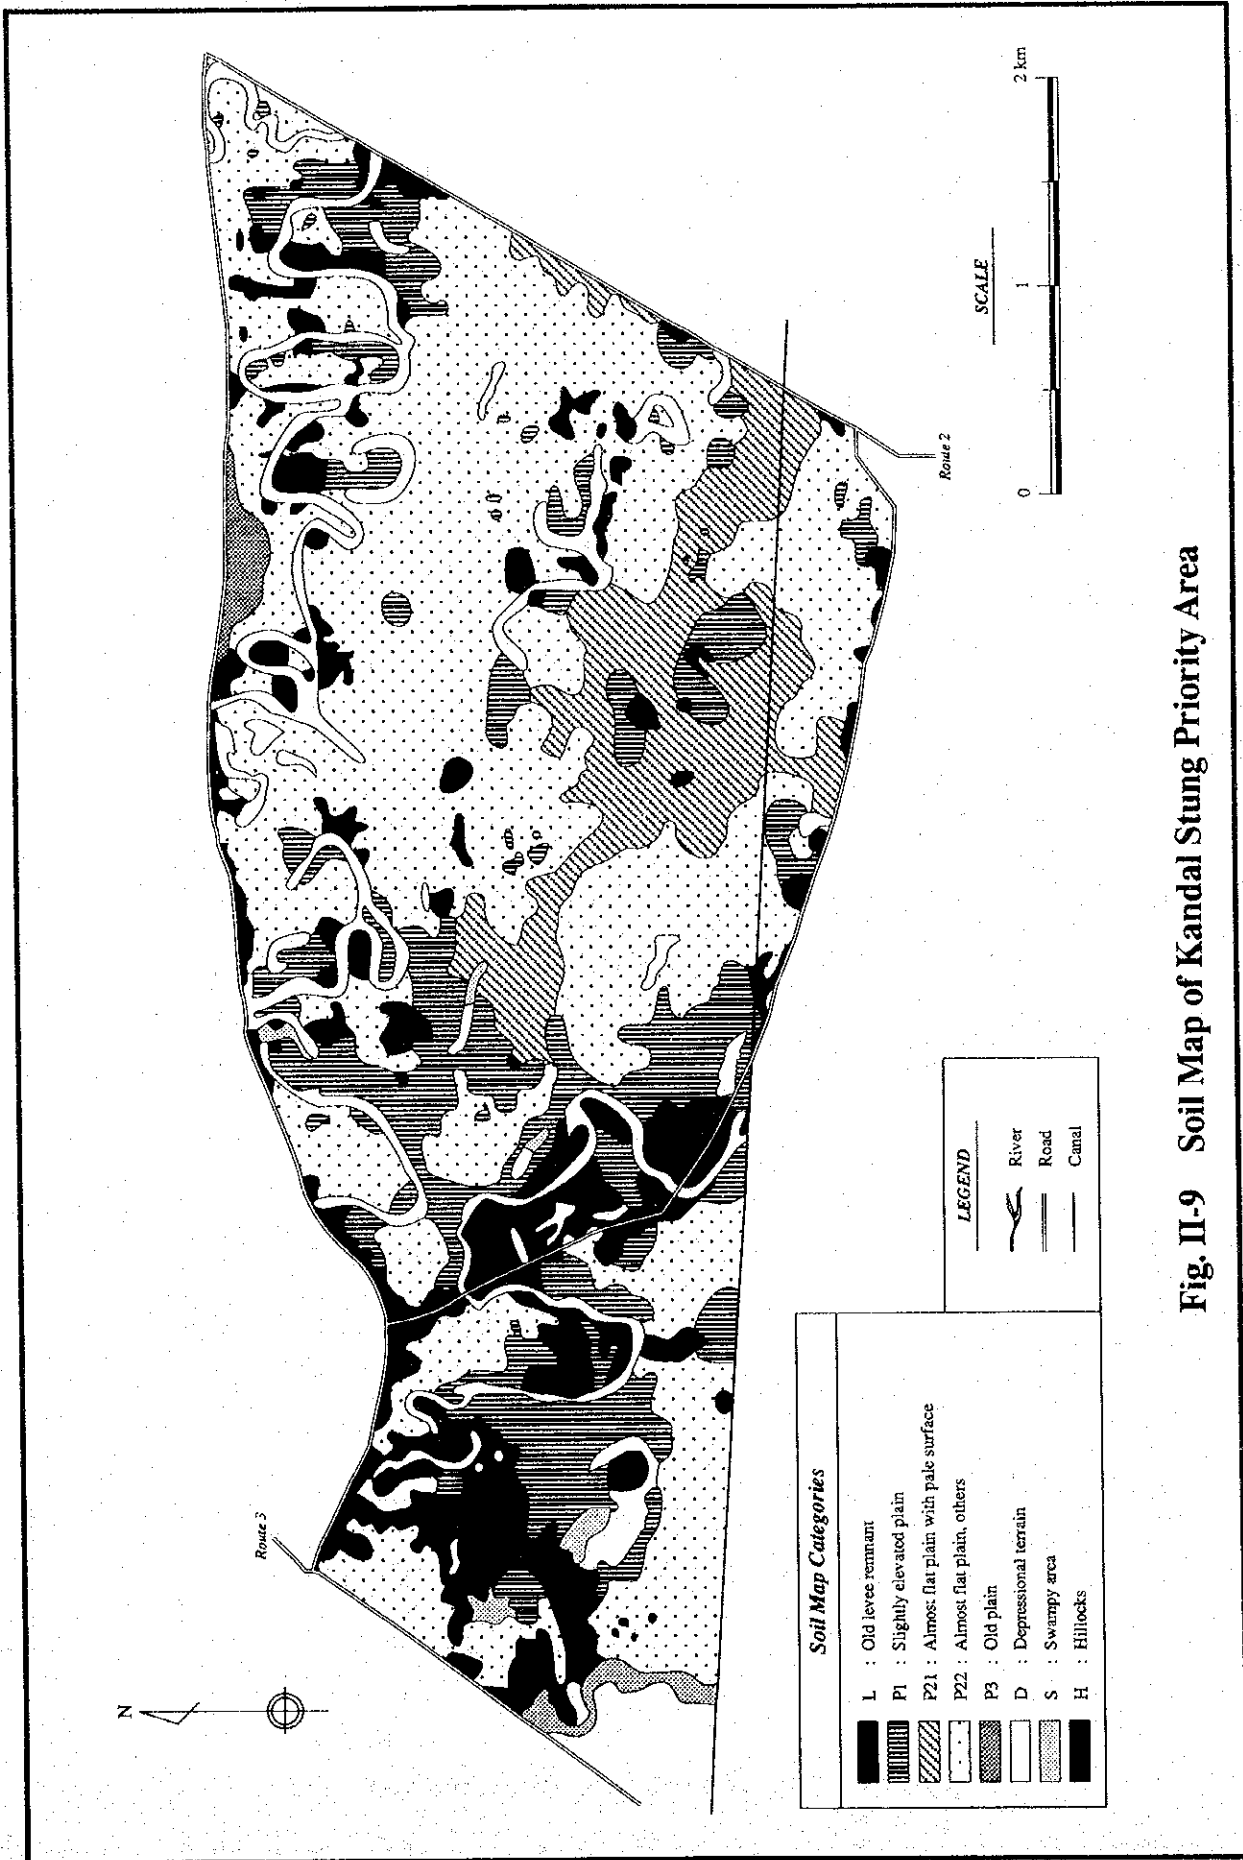 N
Route 3
Route 2
SCALE
0 1 2 km
LEGEND
River
Road
Canal
Soil Map Categories
L : Old levee remnant
P1 : Slightly elevated plain
P21 : Almost flat plain with pale surface
P22 : Almost flat plain, others
P3 : Old plain
D : Depressional terrain
S : Swampy area
H : Hillocks
Fig. II-9 Soil Map of Kandal Stung Priority Area